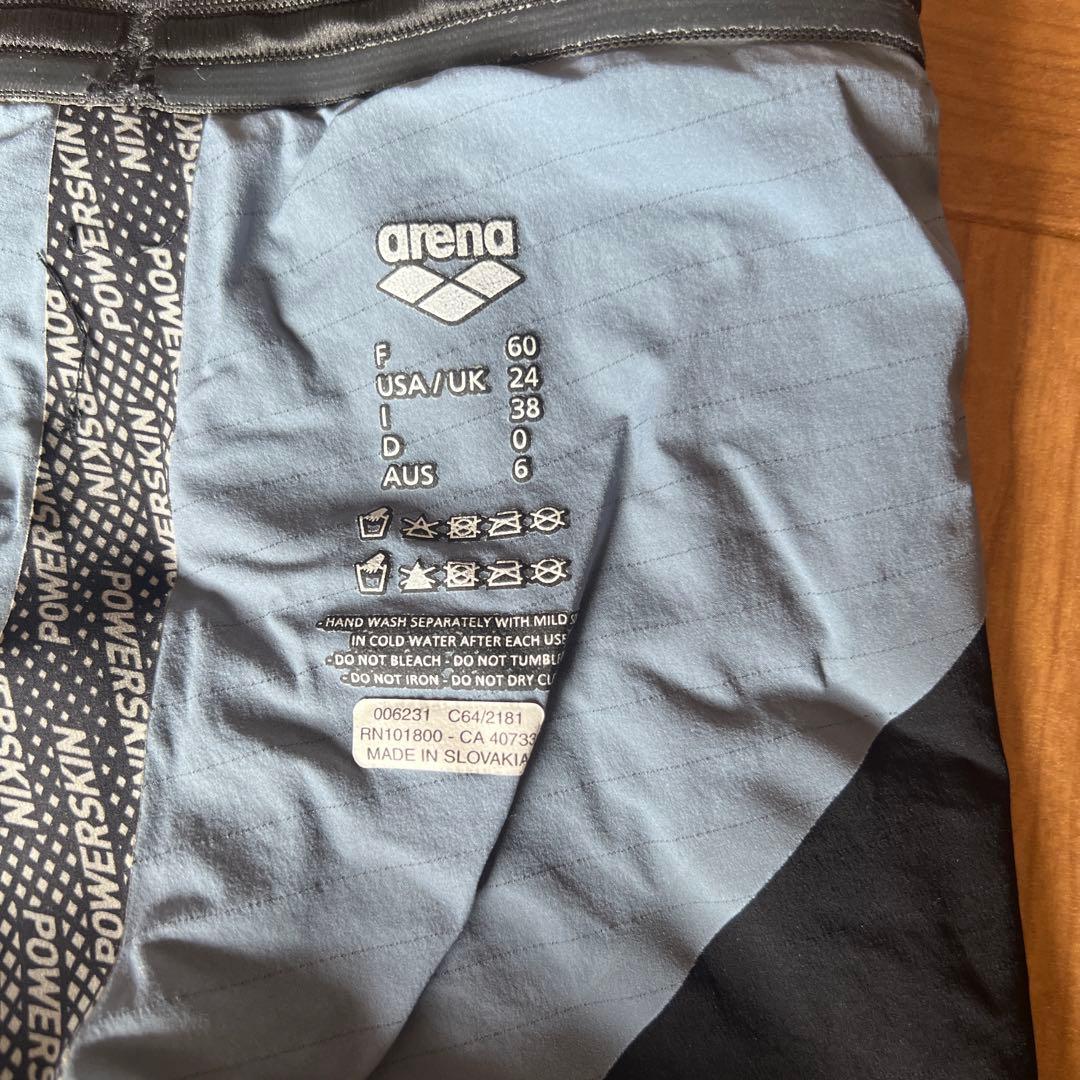 arena
F 60
USA/UK 24
I 38
D 0
AUS 6
-HAND WASH SEPARATELY WITH MILD
IN COLD WATER AFTER EACH USE
-DO NOT BLEACH - DO NOT TUMBL
-DO NOT IRON - DO NOT DRY CL
006231 C64/2181
RN101800 - CA 40733
MADE IN SLOVAKIA
POWERSKIN
POWERSKIN
POWERSKIN
POWERSKIN
POWERSKIN
POWERSKIN